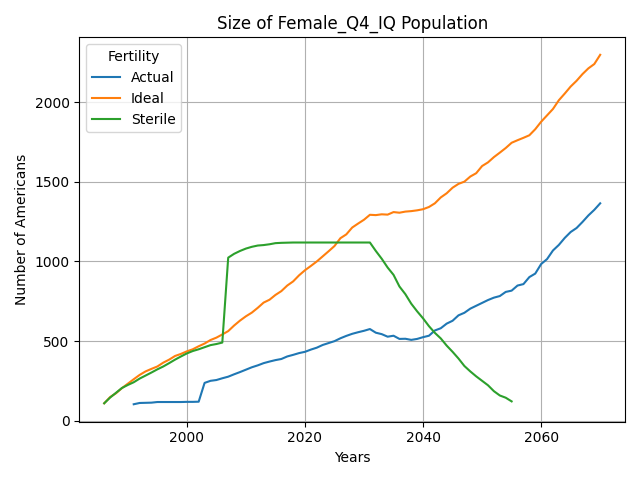 Size of Female_Q4_IQ Population
Fertility
Actual
Ideal
Sterile
Number of Americans
2000
1500
1000
500
0
2000
2020
2040
2060
Years